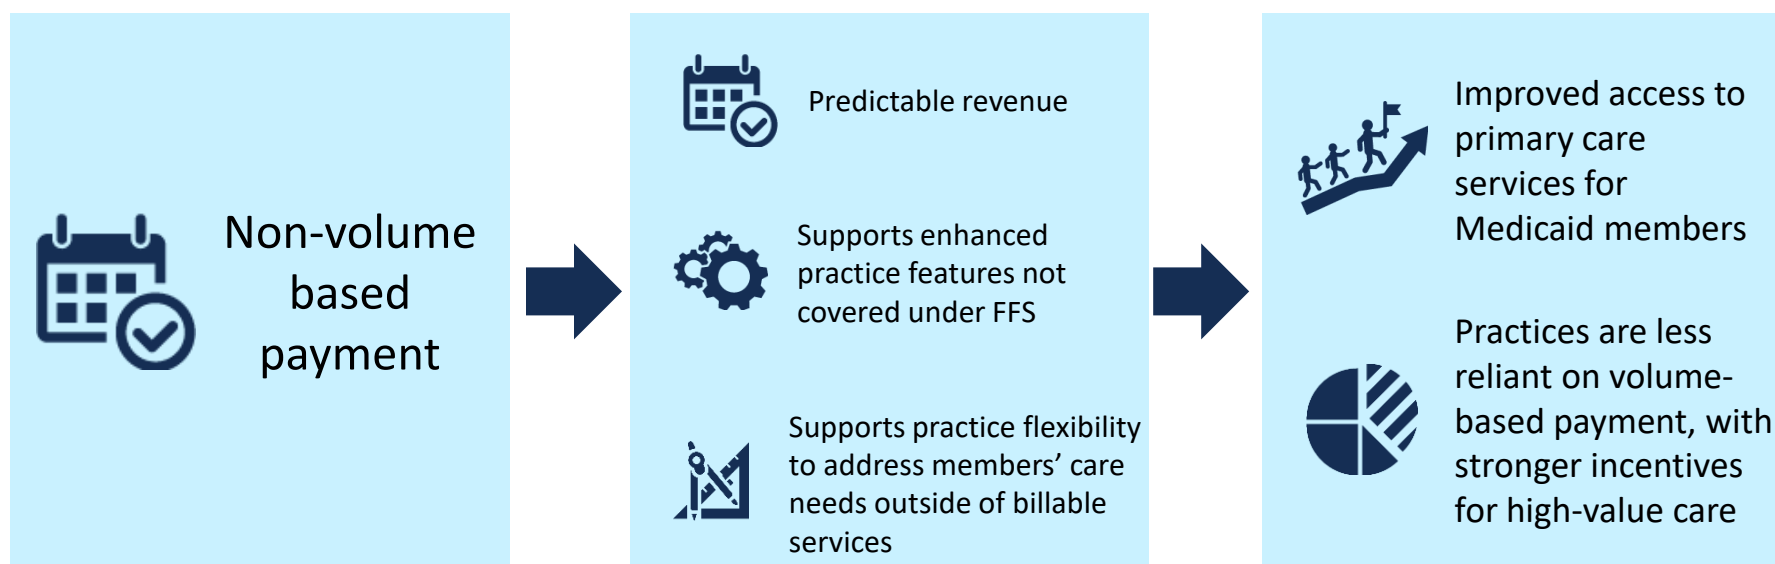 Non-volume
based
payment
Predictable revenue
Supports enhanced
practice features not
covered under FFS
Supports practice flexibility
to address members’ care
needs outside of billable
services
Improved access to
primary care
services for
Medicaid members
Practices are less
reliant on volume-
based payment, with
stronger incentives
for high-value care